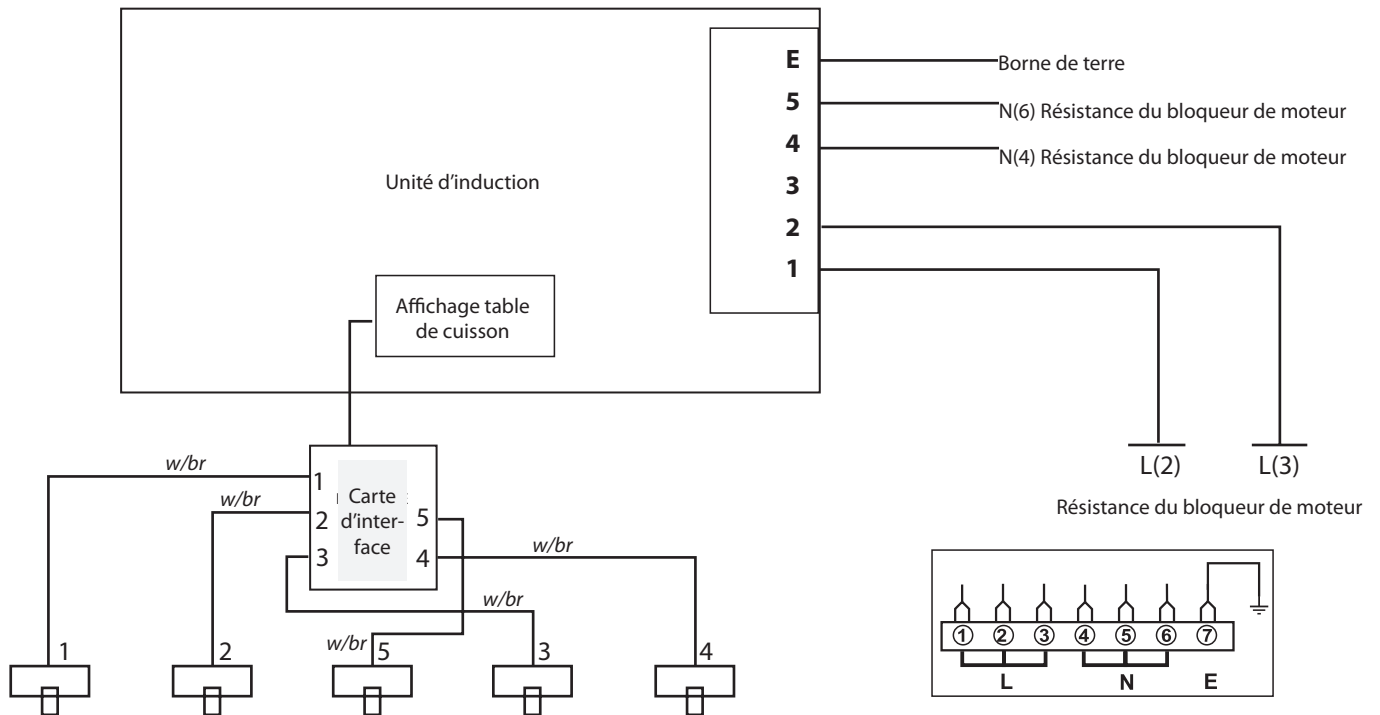 E
Borne de terre
5
N(6) Résistance du bloqueur de moteur
4
N(4) Résistance du bloqueur de moteur
Unité d'induction
3
2
1
Affichage table
de cuisson
L(2)
L(3)
Résistance du bloqueur de moteur
w/br
w/br
1
2
3
Carte
d'inter-
face
5
4
w/br
w/br
w/br
1
2
5
3
4
1 2 3 4 5 6 7
L N E